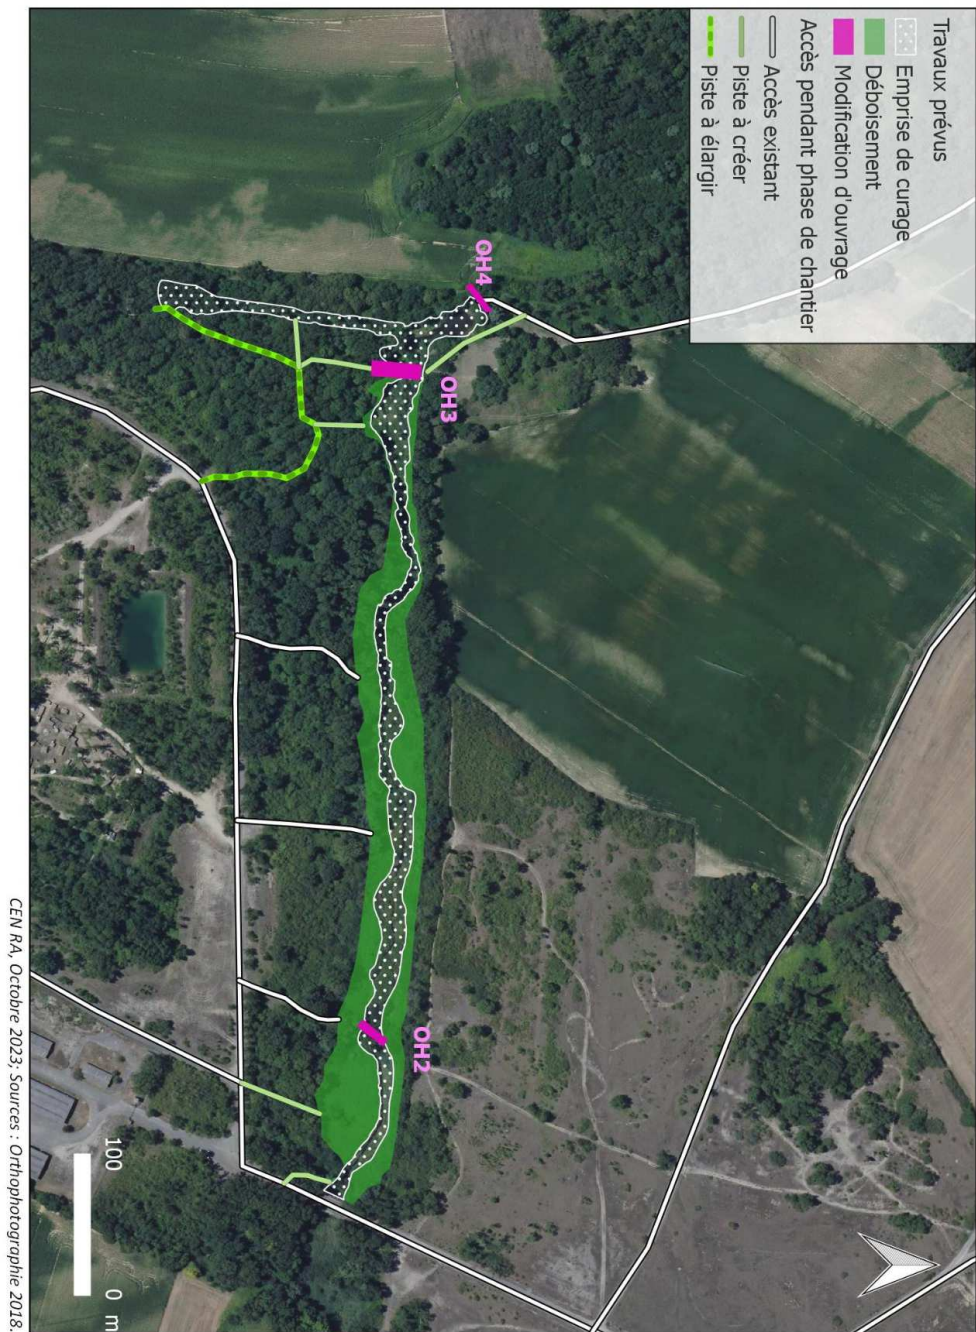 Travaux prévus
Emprise de curage
Déboisement
Modification d'ouvrage
Accès pendant phase de chantier
Accès existant
Piste à créer
Piste à élargir
OH4
OH3
OH2
100 0 m
CEN RA, Octobre 2023; Sources : Orthophotographie 2018.